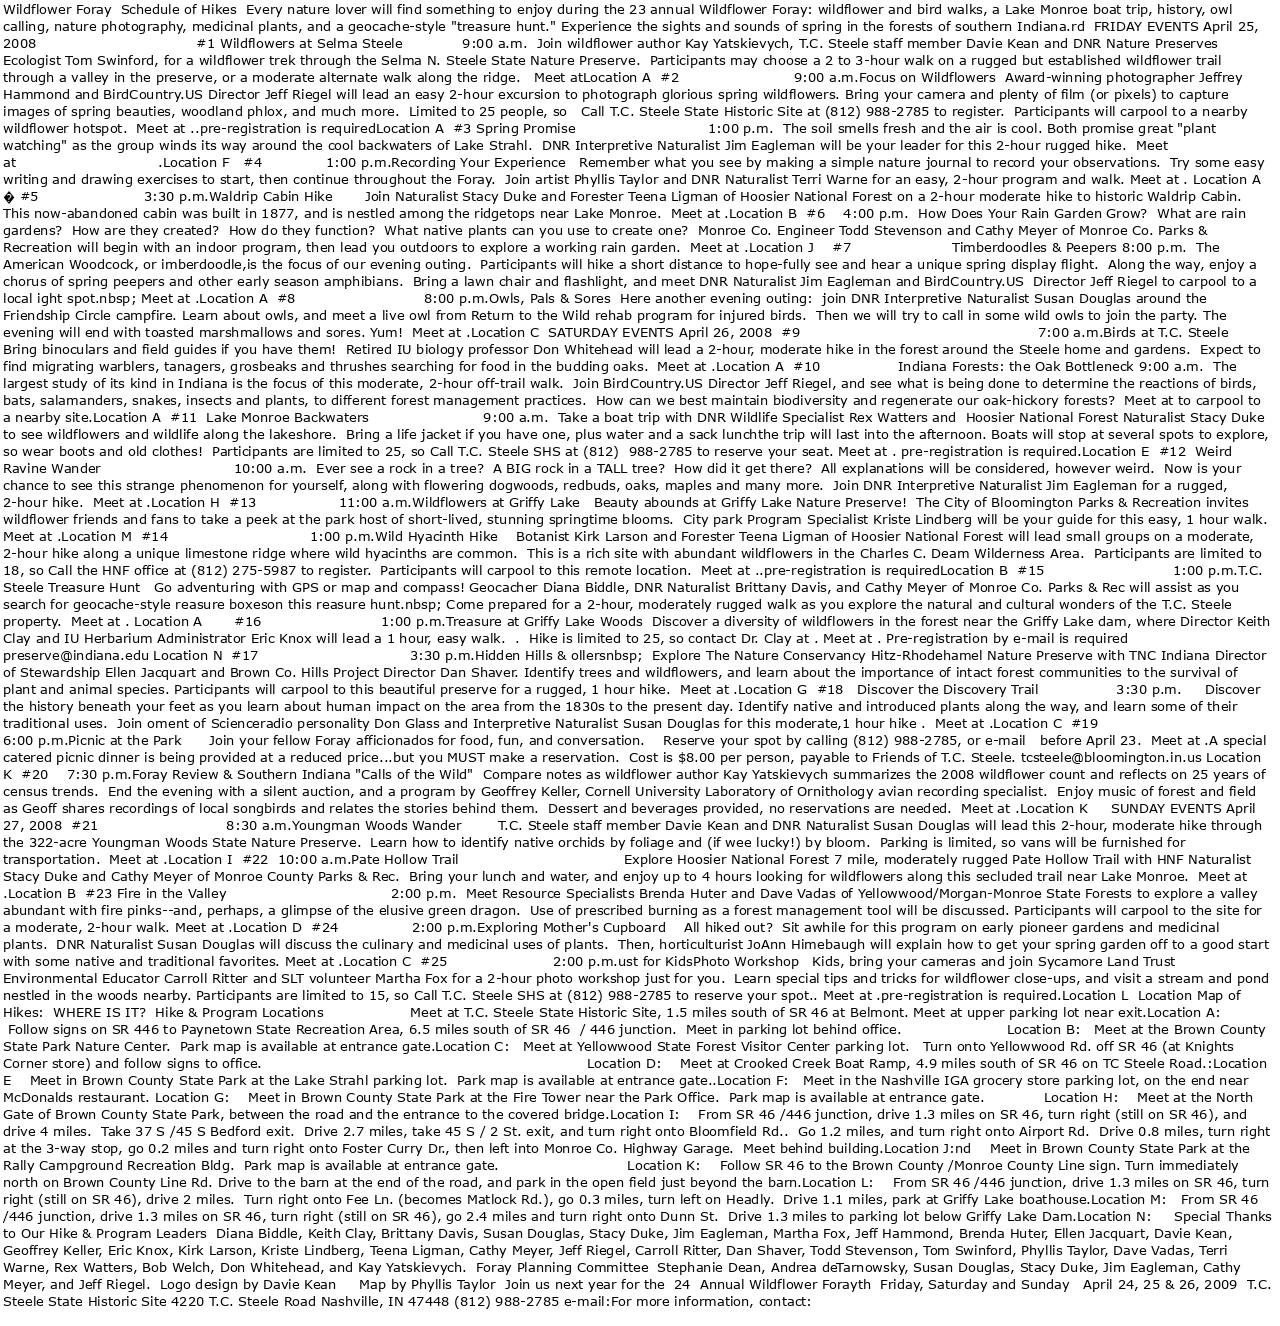 Wildflower Foray  Schedule of Hikes  Every nature lover will find something to enjoy during the 23 annual Wildflower Foray: wildflower and bird walks, a Lake Monroe boat trip, history, owl
calling, nature photography, medicinal plants, and a geocache-style "treasure hunt." Experience the sights and sounds of spring in the forests of southern Indiana.rd  FRIDAY EVENTS April 25,
2008 #1 Wildflowers at Selma Steele 9:00 a.m.  Join wildflower author Kay Yatskievych, T.C. Steele staff member Davie Kean and DNR Nature Preserves
Ecologist Tom Swinford, for a wildflower trek through the Selma N. Steele State Nature Preserve.  Participants may choose a 2 to 3-hour walk on a rugged but established wildflower trail
through a valley in the preserve, or a moderate alternate walk along the ridge.   Meet atLocation A  #2 9:00 a.m.Focus on Wildflowers  Award-winning photographer Jeffrey
Hammond and BirdCountry.US Director Jeff Riegel will lead an easy 2-hour excursion to photograph glorious spring wildflowers. Bring your camera and plenty of film (or pixels) to capture
images of spring beauties, woodland phlox, and much more.  Limited to 25 people, so   Call T.C. Steele State Historic Site at (812) 988-2785 to register.  Participants will carpool to a nearby
wildflower hotspot.  Meet at ..pre-registration is requiredLocation A  #3 Spring Promise 1:00 p.m.  The soil smells fresh and the air is cool. Both promise great "plant
watching" as the group winds its way around the cool backwaters of Lake Strahl.  DNR Interpretive Naturalist Jim Eagleman will be your leader for this 2-hour rugged hike.  Meet
at .Location F   #4 1:00 p.m.Recording Your Experience   Remember what you see by making a simple nature journal to record your observations.  Try some easy
writing and drawing exercises to start, then continue throughout the Foray.  Join artist Phyllis Taylor and DNR Naturalist Terri Warne for an easy, 2-hour program and walk. Meet at . Location A
� #5 3:30 p.m.Waldrip Cabin Hike Join Naturalist Stacy Duke and Forester Teena Ligman of Hoosier National Forest on a 2-hour moderate hike to historic Waldrip Cabin.
This now-abandoned cabin was built in 1877, and is nestled among the ridgetops near Lake Monroe.  Meet at .Location B  #6    4:00 p.m.  How Does Your Rain Garden Grow?  What are rain
gardens?  How are they created?  How do they function?  What native plants can you use to create one?  Monroe Co. Engineer Todd Stevenson and Cathy Meyer of Monroe Co. Parks &
Recreation will begin with an indoor program, then lead you outdoors to explore a working rain garden.  Meet at .Location J    #7 Timberdoodles & Peepers 8:00 p.m.  The
American Woodcock, or imberdoodle,is the focus of our evening outing.  Participants will hike a short distance to hope-fully see and hear a unique spring display flight.  Along the way, enjoy a
chorus of spring peepers and other early season amphibians.  Bring a lawn chair and flashlight, and meet DNR Naturalist Jim Eagleman and BirdCountry.US  Director Jeff Riegel to carpool to a
local ight spot.nbsp; Meet at .Location A  #8 8:00 p.m.Owls, Pals & Sores  Here another evening outing:  join DNR Interpretive Naturalist Susan Douglas around the
Friendship Circle campfire. Learn about owls, and meet a live owl from Return to the Wild rehab program for injured birds.  Then we will try to call in some wild owls to join the party. The
evening will end with toasted marshmallows and sores. Yum!  Meet at .Location C  SATURDAY EVENTS April 26, 2008  #9 7:00 a.m.Birds at T.C. Steele
Bring binoculars and field guides if you have them!  Retired IU biology professor Don Whitehead will lead a 2-hour, moderate hike in the forest around the Steele home and gardens.  Expect to
find migrating warblers, tanagers, grosbeaks and thrushes searching for food in the budding oaks.  Meet at .Location A  #10 Indiana Forests: the Oak Bottleneck 9:00 a.m.  The
largest study of its kind in Indiana is the focus of this moderate, 2-hour off-trail walk.  Join BirdCountry.US Director Jeff Riegel, and see what is being done to determine the reactions of birds,
bats, salamanders, snakes, insects and plants, to different forest management practices.  How can we best maintain biodiversity and regenerate our oak-hickory forests?  Meet at to carpool to
a nearby site.Location A  #11  Lake Monroe Backwaters 9:00 a.m.  Take a boat trip with DNR Wildlife Specialist Rex Watters and  Hoosier National Forest Naturalist Stacy Duke
to see wildflowers and wildlife along the lakeshore.  Bring a life jacket if you have one, plus water and a sack lunchthe trip will last into the afternoon. Boats will stop at several spots to explore,
so wear boots and old clothes!  Participants are limited to 25, so Call T.C. Steele SHS at (812)  988-2785 to reserve your seat. Meet at . pre-registration is required.Location E  #12  Weird
Ravine Wander 10:00 a.m.  Ever see a rock in a tree?  A BIG rock in a TALL tree?  How did it get there?  All explanations will be considered, however weird.  Now is your
chance to see this strange phenomenon for yourself, along with flowering dogwoods, redbuds, oaks, maples and many more.  Join DNR Interpretive Naturalist Jim Eagleman for a rugged,
2-hour hike.  Meet at .Location H  #13 11:00 a.m.Wildflowers at Griffy Lake   Beauty abounds at Griffy Lake Nature Preserve!  The City of Bloomington Parks & Recreation invites
wildflower friends and fans to take a peek at the park host of short-lived, stunning springtime blooms.  City park Program Specialist Kriste Lindberg will be your guide for this easy, 1 hour walk.
Meet at .Location M  #14 1:00 p.m.Wild Hyacinth Hike    Botanist Kirk Larson and Forester Teena Ligman of Hoosier National Forest will lead small groups on a moderate,
2-hour hike along a unique limestone ridge where wild hyacinths are common.  This is a rich site with abundant wildflowers in the Charles C. Deam Wilderness Area.  Participants are limited to
18, so Call the HNF office at (812) 275-5987 to register.  Participants will carpool to this remote location.  Meet at ..pre-registration is requiredLocation B  #15 1:00 p.m.T.C.
Steele Treasure Hunt   Go adventuring with GPS or map and compass! Geocacher Diana Biddle, DNR Naturalist Brittany Davis, and Cathy Meyer of Monroe Co. Parks & Rec will assist as you
search for geocache-style reasure boxeson this reasure hunt.nbsp; Come prepared for a 2-hour, moderately rugged walk as you explore the natural and cultural wonders of the T.C. Steele
property.  Meet at . Location A #16 1:00 p.m.Treasure at Griffy Lake Woods  Discover a diversity of wildflowers in the forest near the Griffy Lake dam, where Director Keith
Clay and IU Herbarium Administrator Eric Knox will lead a 1 hour, easy walk.  .  Hike is limited to 25, so contact Dr. Clay at . Meet at . Pre-registration by e-mail is required
preserve@indiana.edu Location N  #17 3:30 p.m.Hidden Hills & ollersnbsp;  Explore The Nature Conservancy Hitz-Rhodehamel Nature Preserve with TNC Indiana Director
of Stewardship Ellen Jacquart and Brown Co. Hills Project Director Dan Shaver. Identify trees and wildflowers, and learn about the importance of intact forest communities to the survival of
plant and animal species. Participants will carpool to this beautiful preserve for a rugged, 1 hour hike.  Meet at .Location G  #18   Discover the Discovery Trail 3:30 p.m. Discover
the history beneath your feet as you learn about human impact on the area from the 1830s to the present day. Identify native and introduced plants along the way, and learn some of their
traditional uses.  Join oment of Scienceradio personality Don Glass and Interpretive Naturalist Susan Douglas for this moderate,1 hour hike .  Meet at .Location C  #19
6:00 p.m.Picnic at the Park Join your fellow Foray afficionados for food, fun, and conversation.    Reserve your spot by calling (812) 988-2785, or e-mail   before April 23.  Meet at .A special
catered picnic dinner is being provided at a reduced price...but you MUST make a reservation.  Cost is $8.00 per person, payable to Friends of T.C. Steele. tcsteele@bloomington.in.us Location
K  #20    7:30 p.m.Foray Review & Southern Indiana "Calls of the Wild"  Compare notes as wildflower author Kay Yatskievych summarizes the 2008 wildflower count and reflects on 25 years of
census trends.  End the evening with a silent auction, and a program by Geoffrey Keller, Cornell University Laboratory of Ornithology avian recording specialist.  Enjoy music of forest and field
as Geoff shares recordings of local songbirds and relates the stories behind them.  Dessert and beverages provided, no reservations are needed.  Meet at .Location K     SUNDAY EVENTS April
27, 2008  #21 8:30 a.m.Youngman Woods Wander T.C. Steele staff member Davie Kean and DNR Naturalist Susan Douglas will lead this 2-hour, moderate hike through
the 322-acre Youngman Woods State Nature Preserve.  Learn how to identify native orchids by foliage and (if wee lucky!) by bloom.  Parking is limited, so vans will be furnished for
transportation.  Meet at .Location I  #22  10:00 a.m.Pate Hollow Trail Explore Hoosier National Forest 7 mile, moderately rugged Pate Hollow Trail with HNF Naturalist
Stacy Duke and Cathy Meyer of Monroe County Parks & Rec.  Bring your lunch and water, and enjoy up to 4 hours looking for wildflowers along this secluded trail near Lake Monroe.  Meet at
.Location B  #23 Fire in the Valley 2:00 p.m.  Meet Resource Specialists Brenda Huter and Dave Vadas of Yellowwood/Morgan-Monroe State Forests to explore a valley
abundant with fire pinks--and, perhaps, a glimpse of the elusive green dragon.  Use of prescribed burning as a forest management tool will be discussed. Participants will carpool to the site for
a moderate, 2-hour walk. Meet at .Location D  #24 2:00 p.m.Exploring Mother's Cupboard    All hiked out?  Sit awhile for this program on early pioneer gardens and medicinal
plants.  DNR Naturalist Susan Douglas will discuss the culinary and medicinal uses of plants.  Then, horticulturist JoAnn Himebaugh will explain how to get your spring garden off to a good start
with some native and traditional favorites. Meet at .Location C  #25 2:00 p.m.ust for KidsPhoto Workshop   Kids, bring your cameras and join Sycamore Land Trust
Environmental Educator Carroll Ritter and SLT volunteer Martha Fox for a 2-hour photo workshop just for you.  Learn special tips and tricks for wildflower close-ups, and visit a stream and pond
nestled in the woods nearby. Participants are limited to 15, so Call T.C. Steele SHS at (812) 988-2785 to reserve your spot.. Meet at .pre-registration is required.Location L  Location Map of
Hikes:  WHERE IS IT?  Hike & Program Locations Meet at T.C. Steele State Historic Site, 1.5 miles south of SR 46 at Belmont. Meet at upper parking lot near exit.Location A:
Follow signs on SR 446 to Paynetown State Recreation Area, 6.5 miles south of SR 46  / 446 junction.  Meet in parking lot behind office. Location B:   Meet at the Brown County
State Park Nature Center.  Park map is available at entrance gate.Location C:   Meet at Yellowwood State Forest Visitor Center parking lot.   Turn onto Yellowwood Rd. off SR 46 (at Knights
Corner store) and follow signs to office. Location D:    Meet at Crooked Creek Boat Ramp, 4.9 miles south of SR 46 on TC Steele Road.:Location
E    Meet in Brown County State Park at the Lake Strahl parking lot.  Park map is available at entrance gate..Location F:   Meet in the Nashville IGA grocery store parking lot, on the end near
McDonalds restaurant. Location G:    Meet in Brown County State Park at the Fire Tower near the Park Office.  Park map is available at entrance gate. Location H:    Meet at the North
Gate of Brown County State Park, between the road and the entrance to the covered bridge.Location I:    From SR 46 /446 junction, drive 1.3 miles on SR 46, turn right (still on SR 46), and
drive 4 miles.  Take 37 S /45 S Bedford exit.  Drive 2.7 miles, take 45 S / 2 St. exit, and turn right onto Bloomfield Rd..  Go 1.2 miles, and turn right onto Airport Rd.  Drive 0.8 miles, turn right
at the 3-way stop, go 0.2 miles and turn right onto Foster Curry Dr., then left into Monroe Co. Highway Garage.  Meet behind building.Location J:nd    Meet in Brown County State Park at the
Rally Campground Recreation Bldg.  Park map is available at entrance gate. Location K:    Follow SR 46 to the Brown County /Monroe County Line sign. Turn immediately
north on Brown County Line Rd. Drive to the barn at the end of the road, and park in the open field just beyond the barn.Location L:    From SR 46 /446 junction, drive 1.3 miles on SR 46, turn
right (still on SR 46), drive 2 miles.  Turn right onto Fee Ln. (becomes Matlock Rd.), go 0.3 miles, turn left on Headly.  Drive 1.1 miles, park at Griffy Lake boathouse.Location M:   From SR 46
/446 junction, drive 1.3 miles on SR 46, turn right (still on SR 46), go 2.4 miles and turn right onto Dunn St.  Drive 1.3 miles to parking lot below Griffy Lake Dam.Location N:     Special Thanks
to Our Hike & Program Leaders  Diana Biddle, Keith Clay, Brittany Davis, Susan Douglas, Stacy Duke, Jim Eagleman, Martha Fox, Jeff Hammond, Brenda Huter, Ellen Jacquart, Davie Kean,
Geoffrey Keller, Eric Knox, Kirk Larson, Kriste Lindberg, Teena Ligman, Cathy Meyer, Jeff Riegel, Carroll Ritter, Dan Shaver, Todd Stevenson, Tom Swinford, Phyllis Taylor, Dave Vadas, Terri
Warne, Rex Watters, Bob Welch, Don Whitehead, and Kay Yatskievych.  Foray Planning Committee  Stephanie Dean, Andrea deTarnowsky, Susan Douglas, Stacy Duke, Jim Eagleman, Cathy
Meyer, and Jeff Riegel.  Logo design by Davie Kean     Map by Phyllis Taylor  Join us next year for the  24  Annual Wildflower Forayth  Friday, Saturday and Sunday   April 24, 25 & 26, 2009  T.C.
Steele State Historic Site 4220 T.C. Steele Road Nashville, IN 47448 (812) 988-2785 e-mail:For more information, contact: